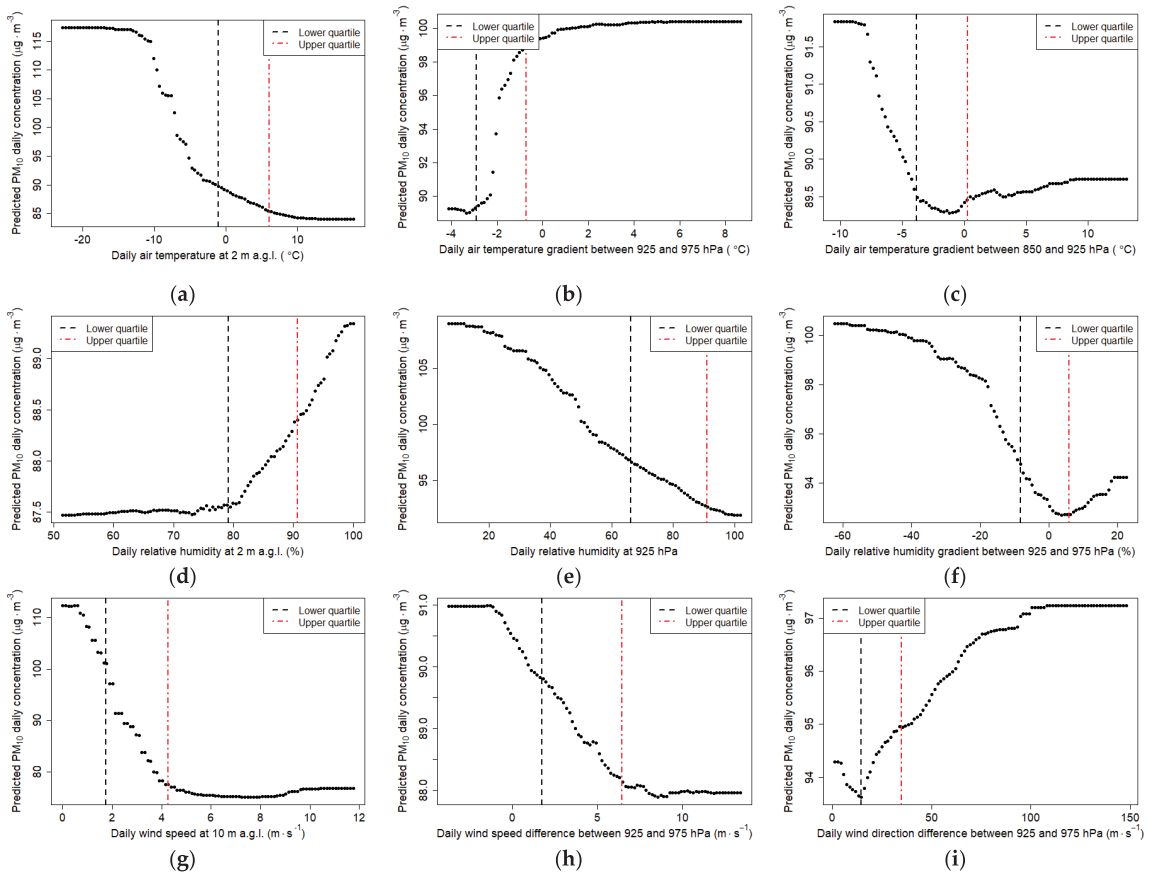 Predicted PM10 daily concentration (μg · m⁻³)
115
110
105
100
95
90
85
Lower quartile
Upper quartile
-20
-10
0
10
Daily air temperature at 2 m a.g.l. ( °C)
(a)
Predicted PM10 daily concentration (μg · m⁻³)
100
98
96
94
92
90
Lower quartile
Upper quartile
-4
-2
0
2
4
6
8
Daily air temperature gradient between 925 and 975 hPa ( °C)
(b)
Predicted PM10 daily concentration (μg · m⁻³)
91.5
91.0
90.5
90.0
89.5
Lower quartile
Upper quartile
-10
-5
0
5
10
Daily air temperature gradient between 850 and 925 hPa ( °C)
(c)
Predicted PM10 daily concentration (μg · m⁻³)
89.0
88.5
88.0
87.5
Lower quartile
Upper quartile
50
60
70
80
90
100
Daily relative humidity at 2 m a.g.l. (%)
(d)
Predicted PM10 daily concentration (μg · m⁻³)
105
100
95
Lower quartile
Upper quartile
20
40
60
80
100
Daily relative humidity at 925 hPa
(e)
Predicted PM10 daily concentration (μg · m⁻³)
100
98
96
94
Lower quartile
Upper quartile
-60
-40
-20
0
20
Daily relative humidity gradient between 925 and 975 hPa (%)
(f)
Predicted PM10 daily concentration (μg · m⁻³)
110
100
90
80
Lower quartile
Upper quartile
0
2
4
6
8
10
12
Daily wind speed at 10 m a.g.l. (m · s⁻¹)
(g)
Predicted PM10 daily concentration (μg · m⁻³)
91.0
90.0
89.0
88.0
Lower quartile
Upper quartile
0
5
10
Daily wind speed difference between 925 and 975 hPa (m · s⁻¹)
(h)
Predicted PM10 daily concentration (μg · m⁻³)
97
96
95
94
Lower quartile
Upper quartile
0
50
100
150
Daily wind direction difference between 925 and 975 hPa (m · s⁻¹)
(i)